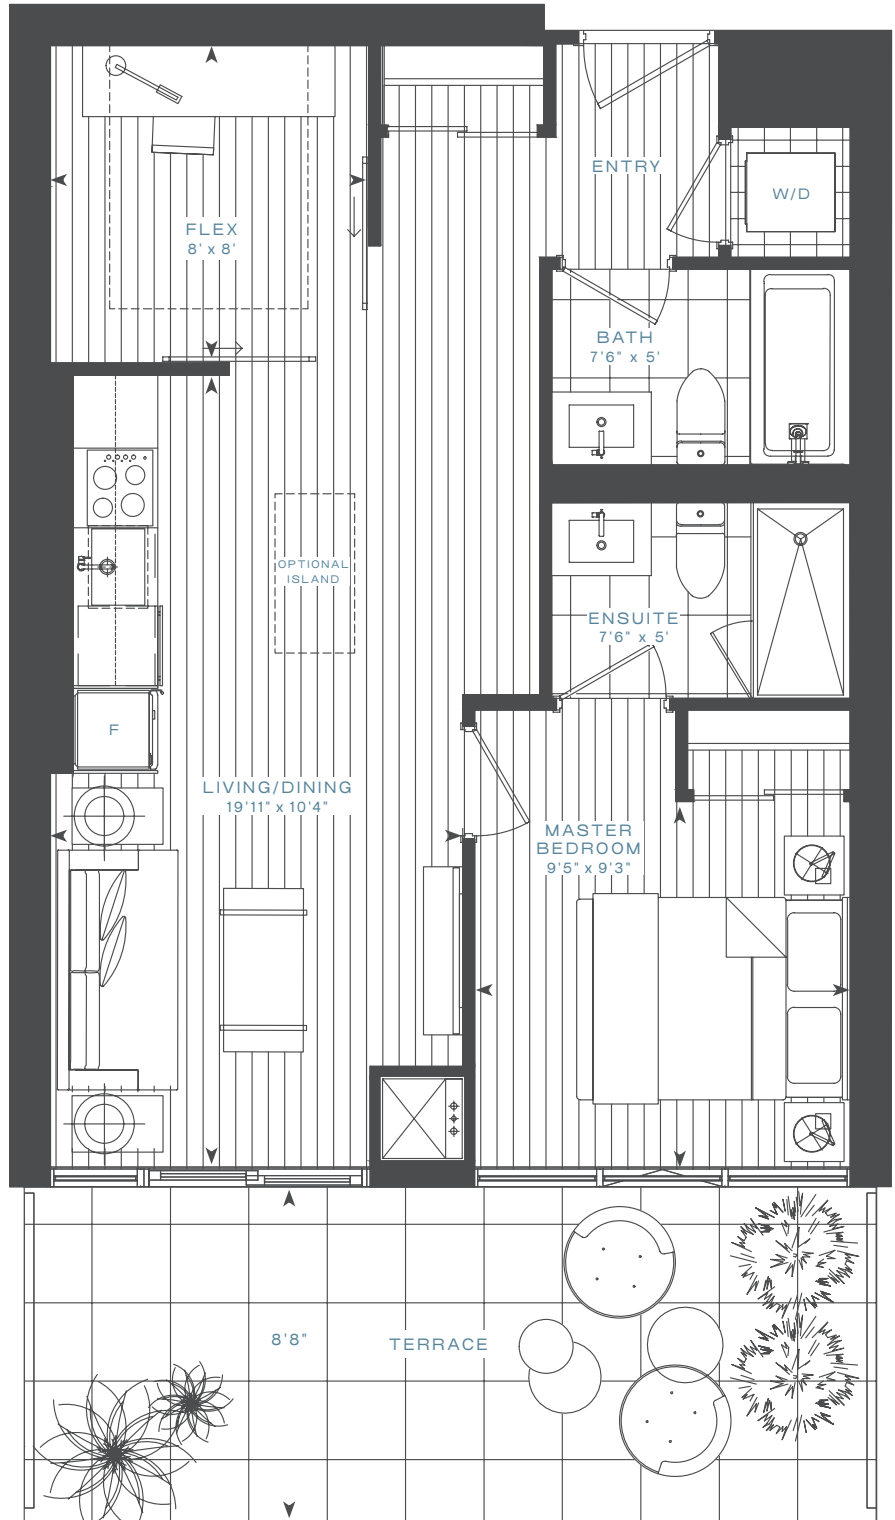 ENTRY
W/D
FLEX
8' x 8'
BATH
7'6" x 5'
OPTIONAL
ISLAND
ENSUITE
7'6" x 5'
F
LIVING/DINING
19'11" x 10'4"
MASTER
BEDROOM
9'5" x 9'3"
8'8"
TERRACE